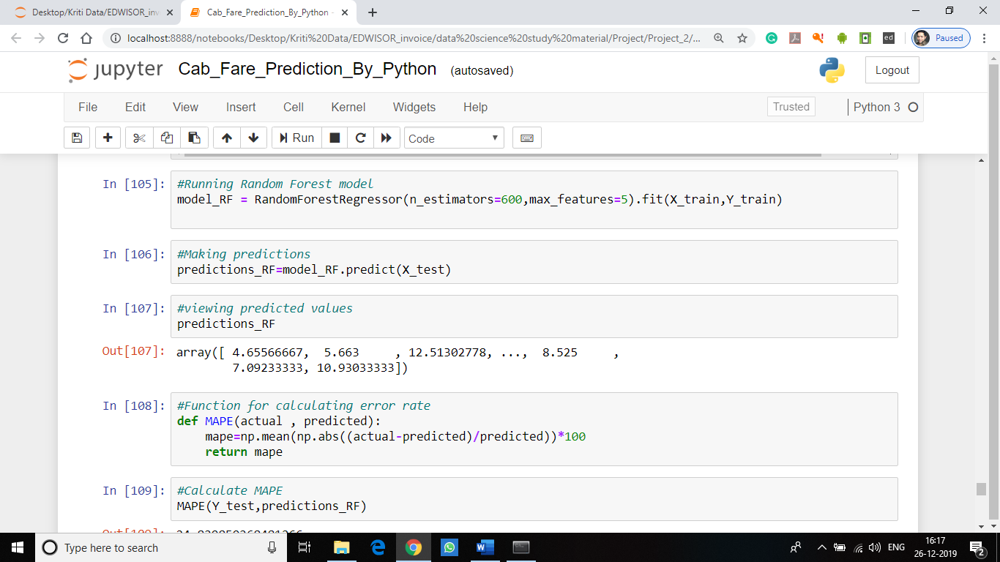 Desktop/Kriti Data/EDWISOR_inv
Cab_Fare_Prediction_By_Python -
localhost:8888/notebooks/Desktop/Kriti%20Data/EDWISOR_invoice/data%20science%20study%20material/Project/Project_2/...
ed
Paused
jupyter Cab_Fare_Prediction_By_Python (autosaved)
Logout
File Edit View Insert Cell Kernel Widgets Help
Trusted
Python 3
Run
Code
In [105]:
#Running Random Forest model
model_RF = RandomForestRegressor(n_estimators=600,max_features=5).fit(X_train,Y_train)
In [106]:
#Making predictions
predictions_RF=model_RF.predict(X_test)
In [107]:
#viewing predicted values
predictions_RF
Out[107]:
array([ 4.65566667,  5.663     , 12.51302778, ...,  8.525     ,
7.09233333, 10.93033333])
In [108]:
#Function for calculating error rate
def MAPE(actual , predicted):
mape=np.mean(np.abs((actual-predicted)/predicted))*100
return mape
In [109]:
#Calculate MAPE
MAPE(Y_test,predictions_RF)
Type here to search
ENG
16:17
26-12-2019
2